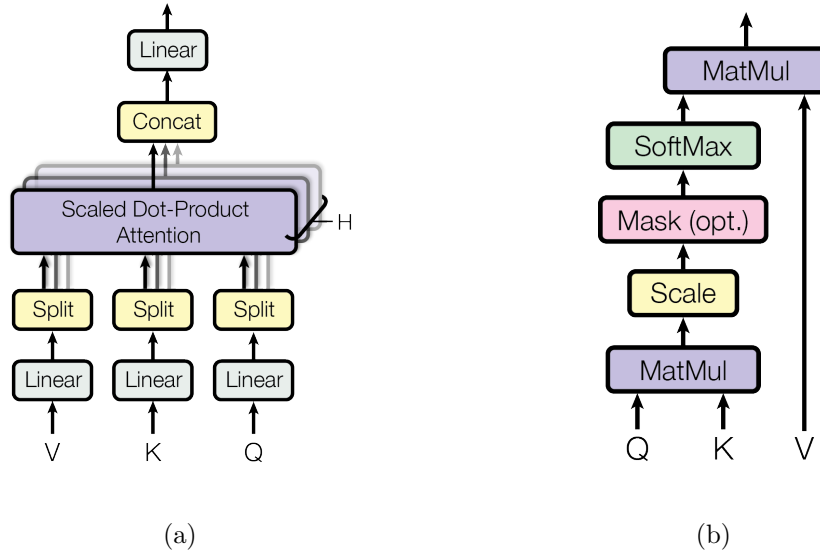 Linear
Concat
Scaled Dot-Product
Attention
H
Split Split Split
Linear Linear Linear
V K Q
(a)
MatMul
SoftMax
Mask (opt.)
Scale
MatMul
Q K V
(b)